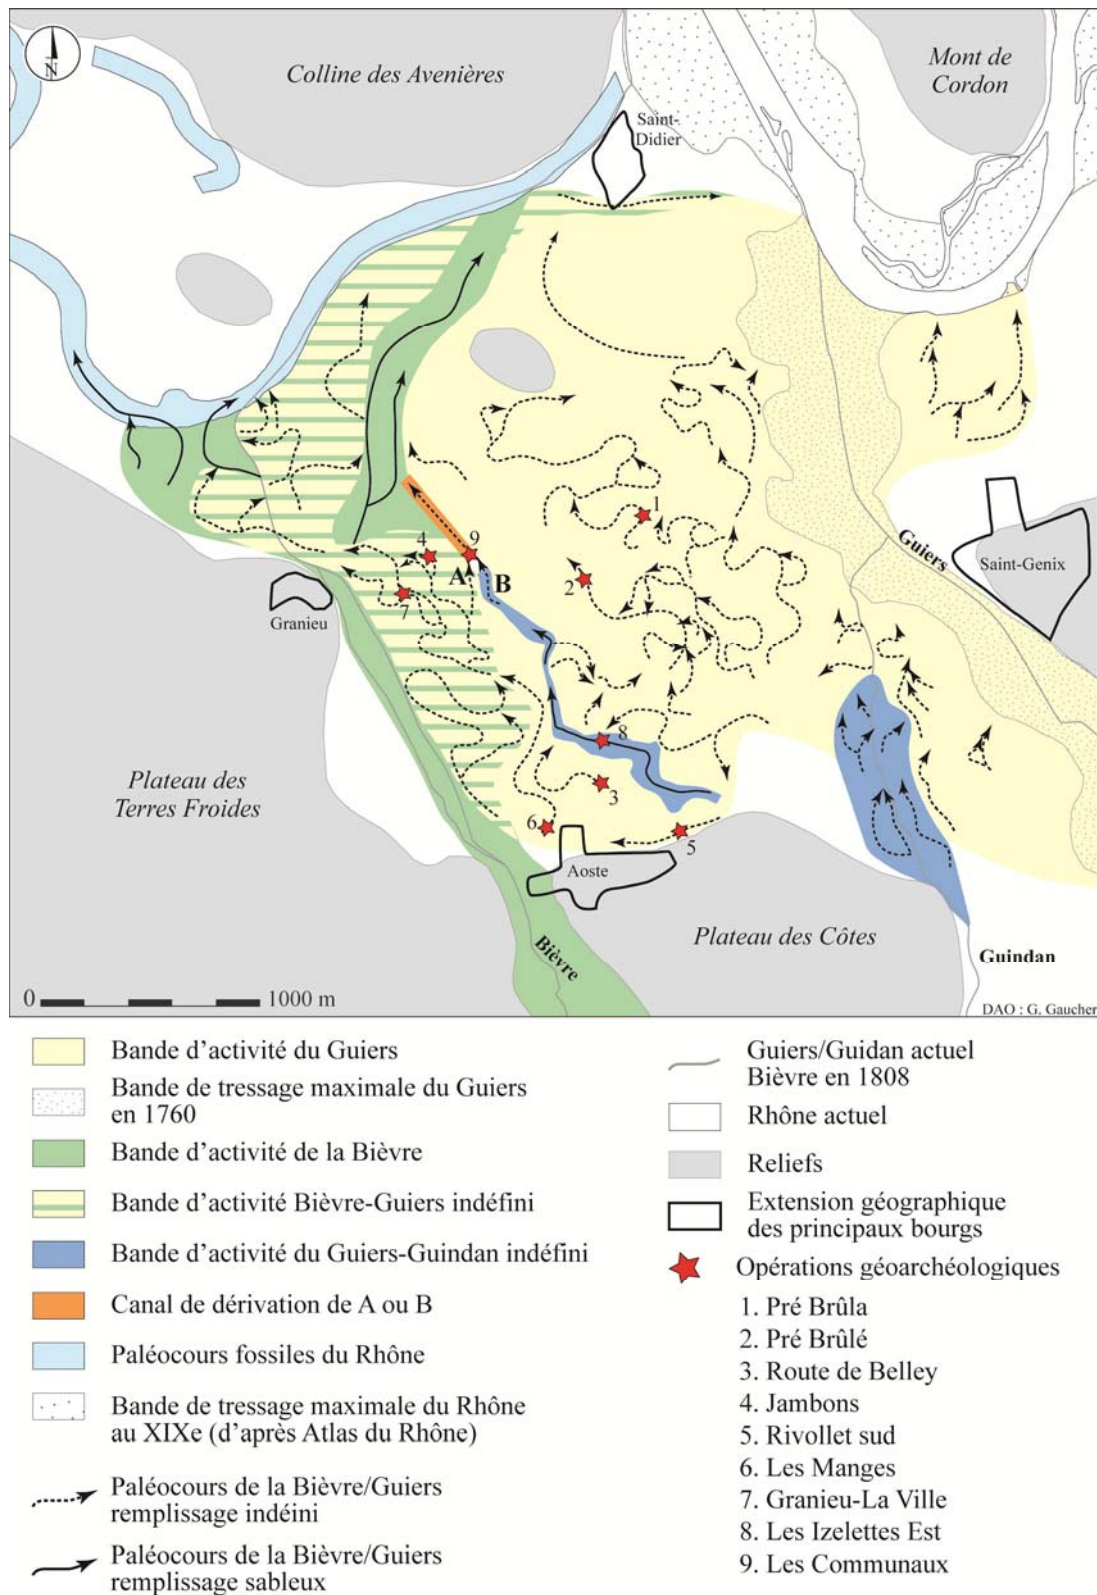 N
Colline des Avenières
Mont de
Cordon
Saint-
Didier
1
Guiers
Saint-Genix
4
9
A
B
2
7
Granieu
8
3
Plateau des
Terres Froides
6
5
Aoste
Bièvre
Plateau des Côtes
Guindan
0
1000 m
DAO : G. Gaucher
Bande d’activité du Guiers
Bande de tressage maximale du Guiers
en 1760
Bande d’activité de la Bièvre
Bande d’activité Bièvre-Guiers indéfini
Bande d’activité du Guiers-Guindan indéfini
Canal de dérivation de A ou B
Paléocours fossiles du Rhône
Bande de tressage maximale du Rhône
au XIXe (d’après Atlas du Rhône)
Paléocours de la Bièvre/Guiers
remplissage indéini
Paléocours de la Bièvre/Guiers
remplissage sableux
Guiers/Guidan actuel
Bièvre en 1808
Rhône actuel
Reliefs
Extension géographique
des principaux bourgs
Opérations géoarchéologiques
1. Pré Brûla
2. Pré Brûlé
3. Route de Belley
4. Jambons
5. Rivollet sud
6. Les Manges
7. Granieu-La Ville
8. Les Izelettes Est
9. Les Communaux